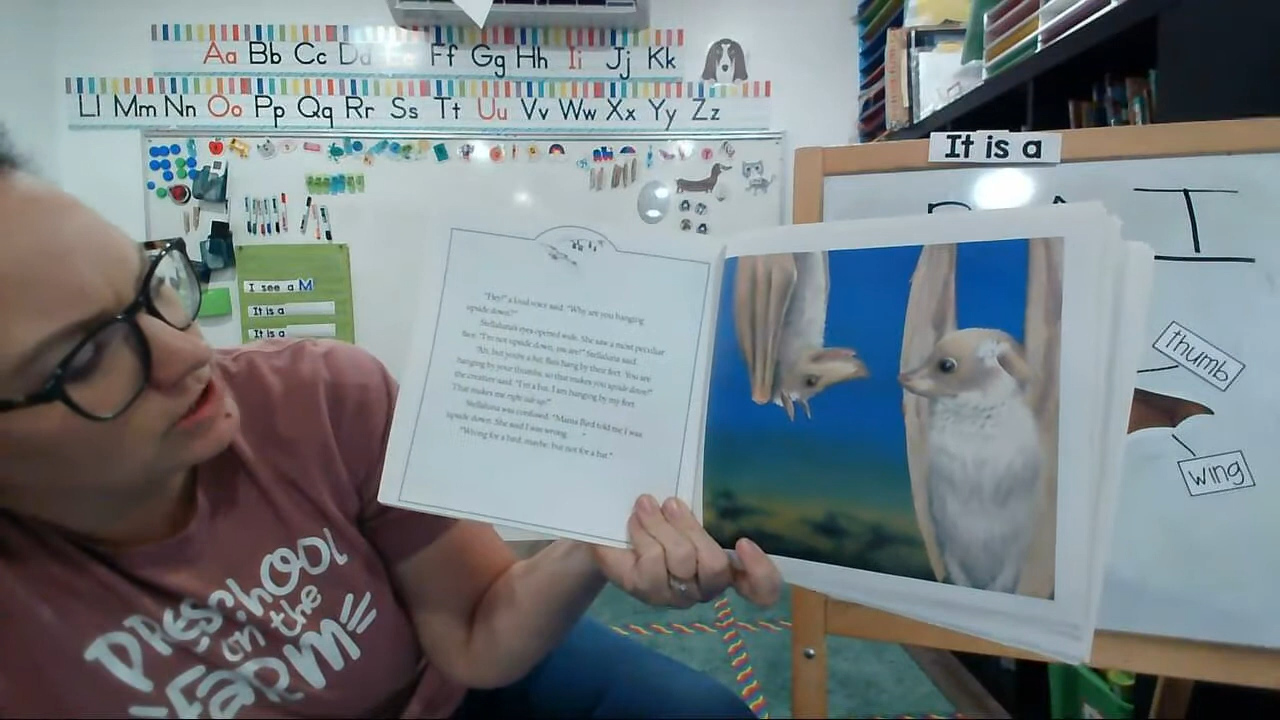 Aa Bb Cc Dd Ff Gg Hh Ii Jj Kk
Ll Mm Nn Oo Pp Qq Rr Ss Tt Uu Vv Ww Xx Yy Zz
It is a
T
thumb
wing
I see a M
It is a
It is a
"Hey!" a loud voice said. "Why are you hanging
upside down?"
Stellaluna's eyes opened wide. She saw a most peculiar
face. "I'm not upside down, you are!" Stellaluna said.
"Ah, but you're a bat. Bats hang by their feet. You are
hanging by your thumbs, so that makes you upside down!"
the creature said. "I'm a bat. I am hanging by my feet.
That makes me right side up!"
Stellaluna was confused. "Mama Bird told me I was
upside down. She said I was wrong.
"Wrong for a bird, maybe, but not for a bat."
PRESCHOOL
on the
FARM